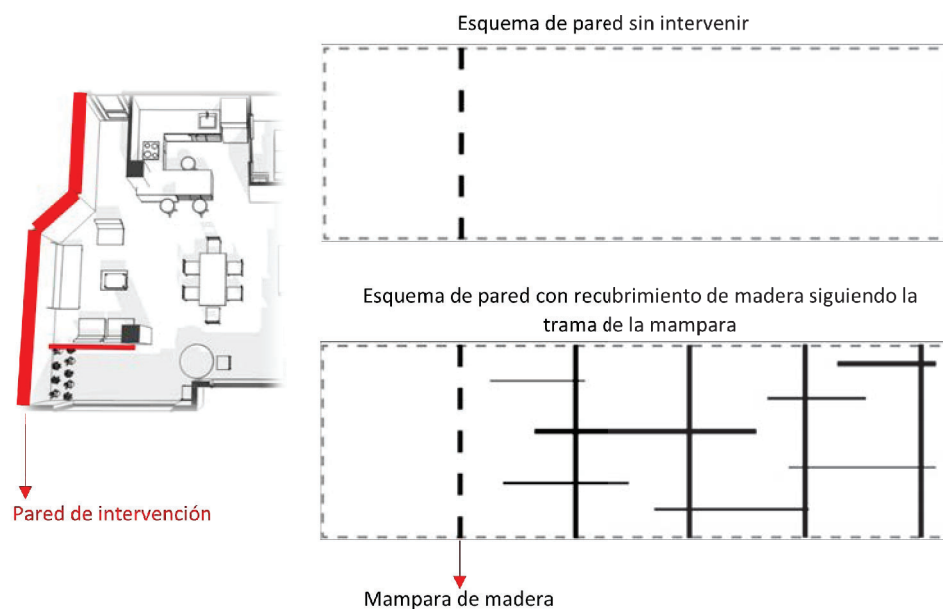 Esquema de pared sin intervenir
Esquema de pared con recubrimiento de madera siguiendo la
trama de la mampara
Pared de intervención
Mampara de madera